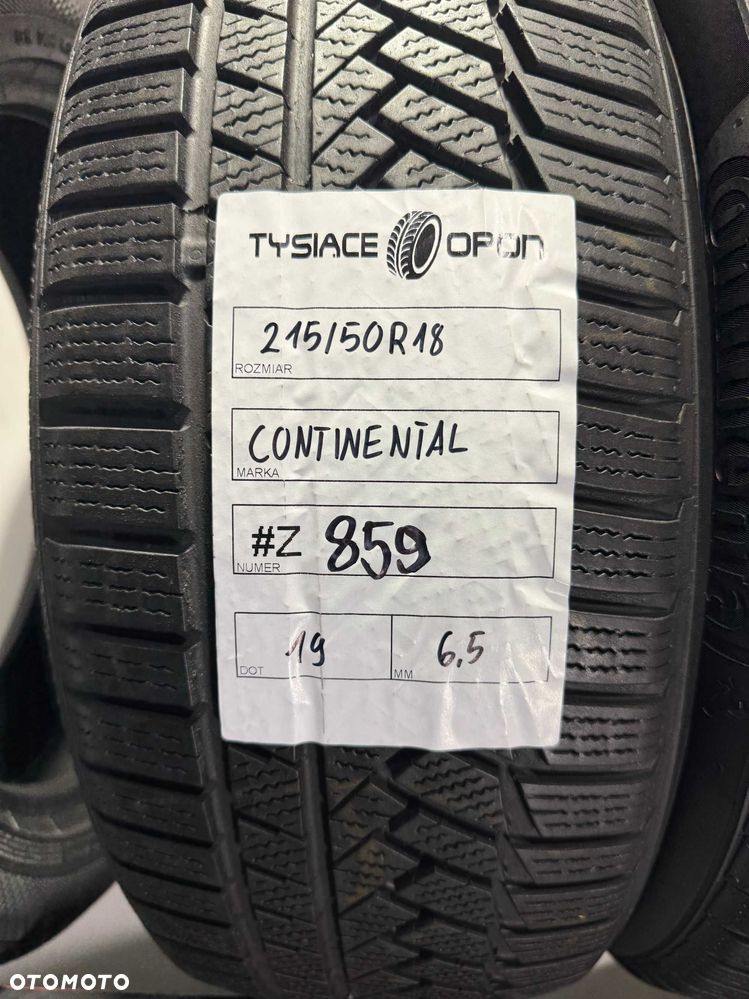 TYSIACE OPON
215/50R18
ROZMIAR
CONTINENTAL
MARKA
#Z 859
NUMER
19 6,5
DOT MM
OTOMOTO